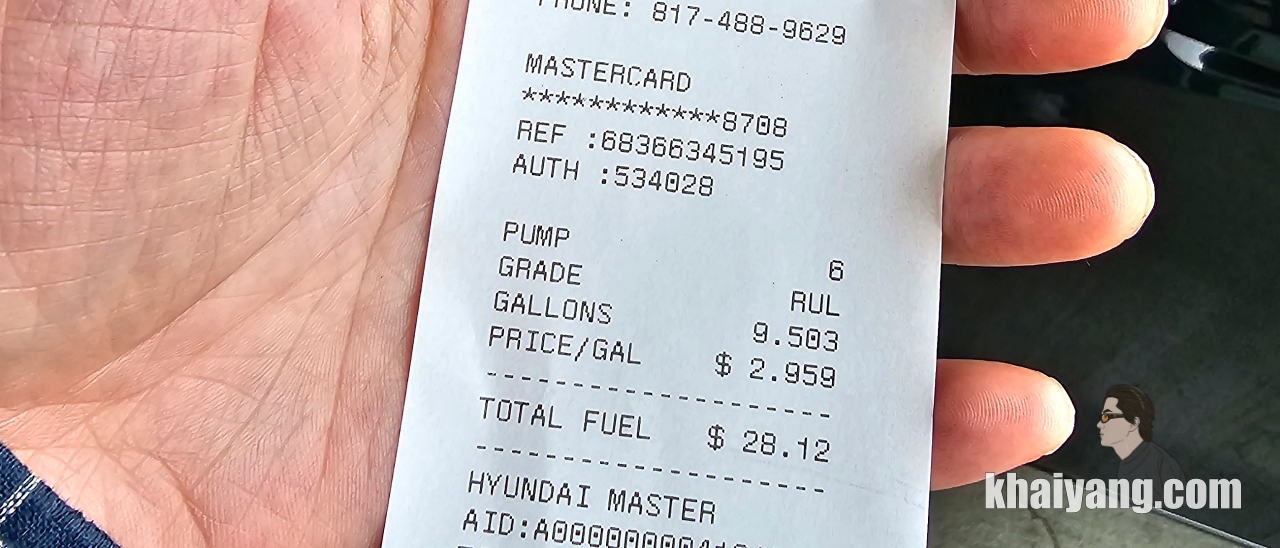 PHONE: 817-488-9629
MASTERCARD
************8708
REF :68366345195
AUTH :534028
PUMP 6
GRADE RUL
GALLONS 9.503
PRICE/GAL $ 2.959
--------------------
TOTAL FUEL $ 28.12
--------------------
HYUNDAI MASTER
khaiyang.com